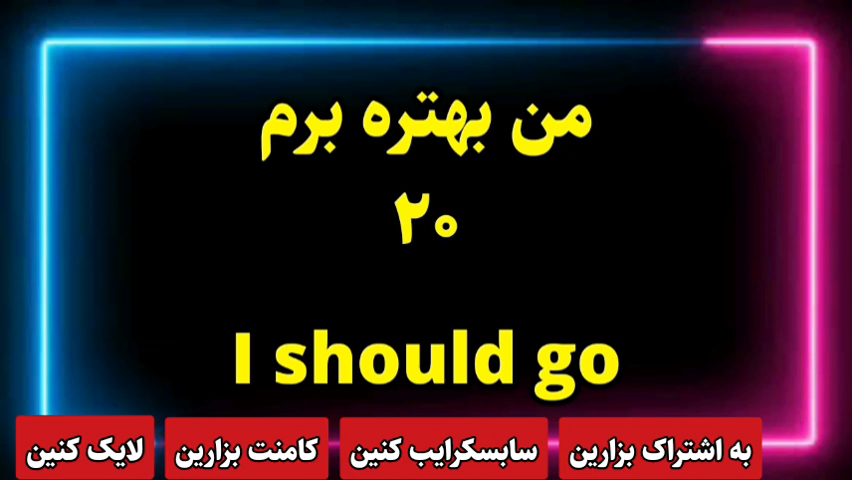 من بهتره برم
۲۰
I should go
به اشتراک بزارین
سابسکرایب کنین
کامنت بزارین
لایک کنین